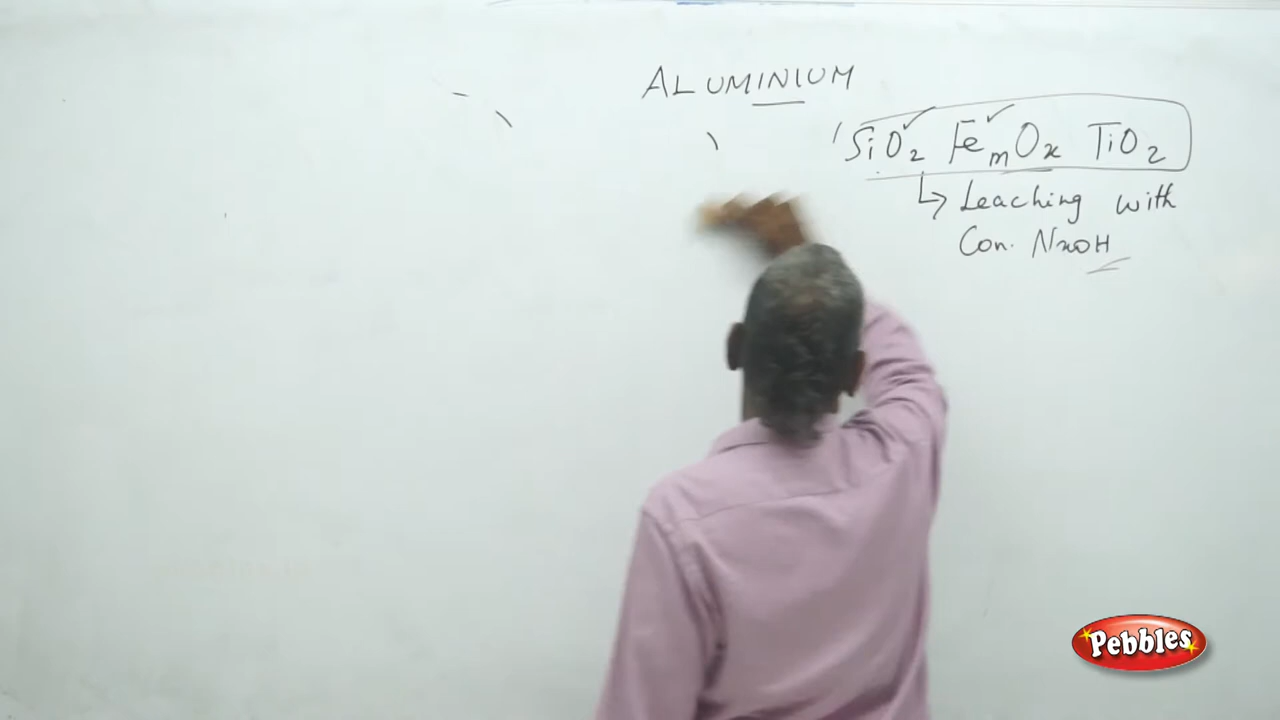 ALUMINIUM
SiO₂ FeₘOₓ TiO₂
↳ Leaching with
Con. NaOH
Pebbles